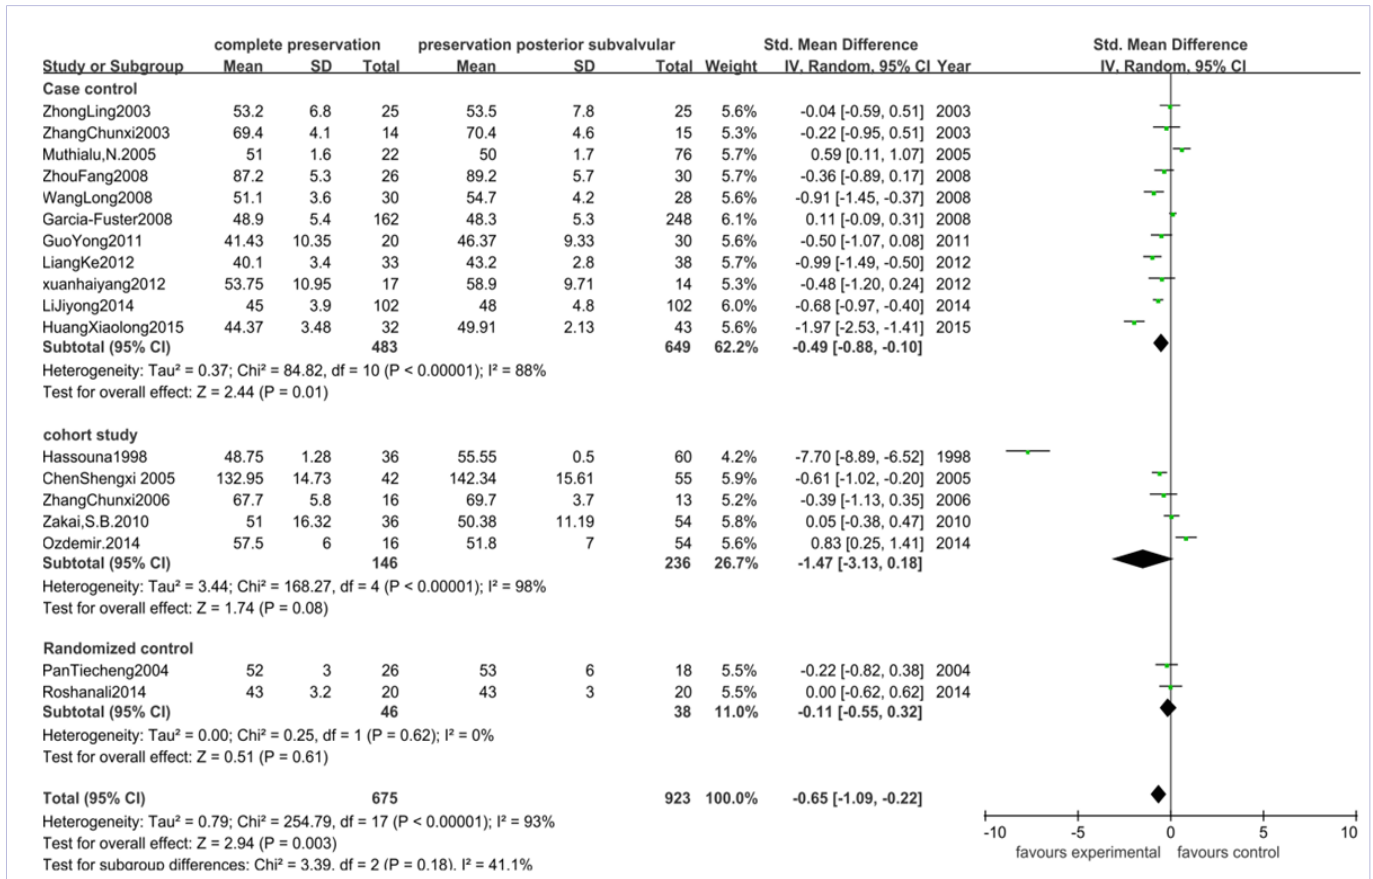 complete preservation preservation posterior subvalvular Std. Mean Difference Std. Mean Difference
Study or Subgroup Mean SD Total Mean SD Total Weight IV, Random, 95% CI Year IV, Random, 95% CI
Case control
ZhongLing2003 53.2 6.8 25 53.5 7.8 25 5.6% -0.04 [-0.59, 0.51] 2003
ZhangChunxi2003 69.4 4.1 14 70.4 4.6 15 5.3% -0.22 [-0.95, 0.51] 2003
Muthialu,N.2005 51 1.6 22 50 1.7 76 5.7% 0.59 [0.11, 1.07] 2005
ZhouFang2008 87.2 5.3 26 89.2 5.7 30 5.6% -0.36 [-0.89, 0.17] 2008
WangLong2008 51.1 3.6 30 54.7 4.2 28 5.6% -0.91 [-1.45, -0.37] 2008
Garcia-Fuster2008 48.9 5.4 162 48.3 5.3 248 6.1% 0.11 [-0.09, 0.31] 2008
GuoYong2011 41.43 10.35 20 46.37 9.33 30 5.6% -0.50 [-1.07, 0.08] 2011
LiangKe2012 40.1 3.4 33 43.2 2.8 38 5.7% -0.99 [-1.49, -0.50] 2012
xuanhaiyang2012 53.75 10.95 17 58.9 9.71 14 5.3% -0.48 [-1.20, 0.24] 2012
LiJiyong2014 45 3.9 102 48 4.8 102 6.0% -0.68 [-0.97, -0.40] 2014
HuangXiaolong2015 44.37 3.48 32 49.91 2.13 43 5.6% -1.97 [-2.53, -1.41] 2015
Subtotal (95% CI) 483 649 62.2% -0.49 [-0.88, -0.10]
Heterogeneity: Tau² = 0.37; Chi² = 84.82, df = 10 (P < 0.00001); I² = 88%
Test for overall effect: Z = 2.44 (P = 0.01)
cohort study
Hassouna1998 48.75 1.28 36 55.55 0.5 60 4.2% -7.70 [-8.89, -6.52] 1998
ChenShengxi 2005 132.95 14.73 42 142.34 15.61 55 5.9% -0.61 [-1.02, -0.20] 2005
ZhangChunxi2006 67.7 5.8 16 69.7 3.7 13 5.2% -0.39 [-1.13, 0.35] 2006
Zakai,S.B.2010 51 16.32 36 50.38 11.19 54 5.8% 0.05 [-0.38, 0.47] 2010
Ozdemir.2014 57.5 6 16 51.8 7 54 5.6% 0.83 [0.25, 1.41] 2014
Subtotal (95% CI) 146 236 26.7% -1.47 [-3.13, 0.18]
Heterogeneity: Tau² = 3.44; Chi² = 168.27, df = 4 (P < 0.00001); I² = 98%
Test for overall effect: Z = 1.74 (P = 0.08)
Randomized control
PanTiecheng2004 52 3 26 53 6 18 5.5% -0.22 [-0.82, 0.38] 2004
Roshanali2014 43 3.2 20 43 3 20 5.5% 0.00 [-0.62, 0.62] 2014
Subtotal (95% CI) 46 38 11.0% -0.11 [-0.55, 0.32]
Heterogeneity: Tau² = 0.00; Chi² = 0.25, df = 1 (P = 0.62); I² = 0%
Test for overall effect: Z = 0.51 (P = 0.61)
Total (95% CI) 675 923 100.0% -0.65 [-1.09, -0.22]
Heterogeneity: Tau² = 0.79; Chi² = 254.79, df = 17 (P < 0.00001); I² = 93%
Test for overall effect: Z = 2.94 (P = 0.003)
Test for subgroup differences: Chi² = 3.39, df = 2 (P = 0.18), I² = 41.1%
-10 -5 0 5 10
favours experimental favours control